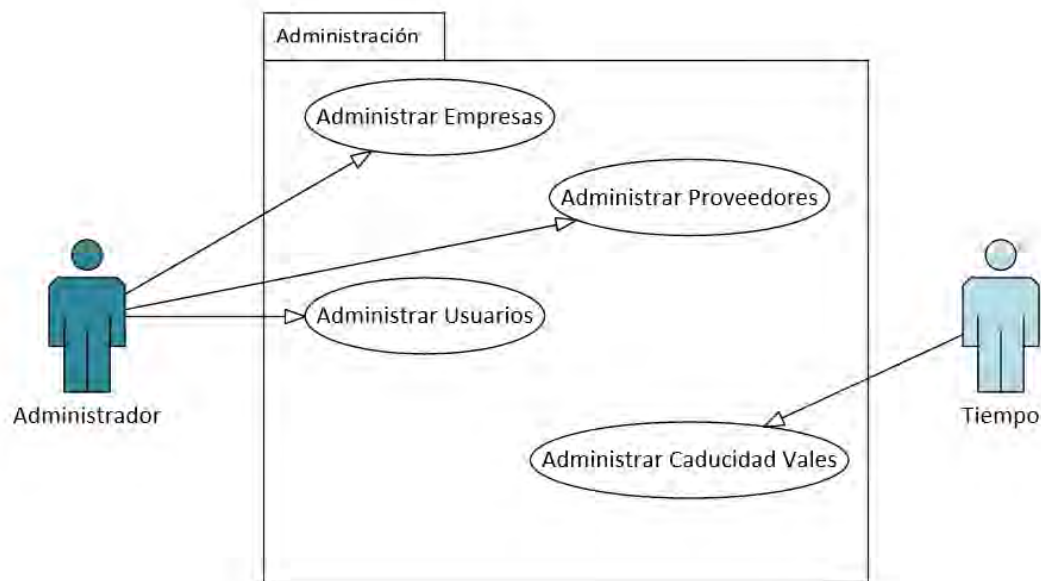 Administración
Administrar Empresas
Administrar Proveedores
Administrar Usuarios
Administrador
Tiempo
Administrar Caducidad Vales